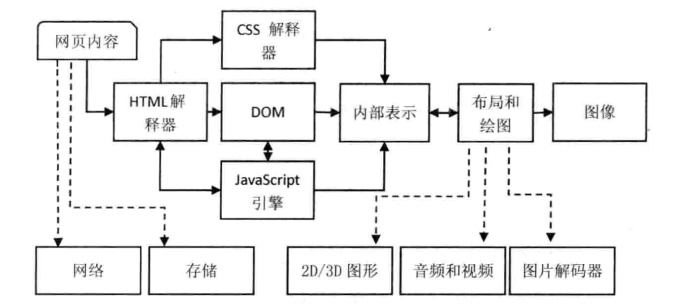 网页内容
CSS 解释
器
HTML解
释器
DOM
内部表示
布局和
绘图
图像
JavaScript
引擎
网络
存储
2D/3D 图形
音频和视频
图片解码器